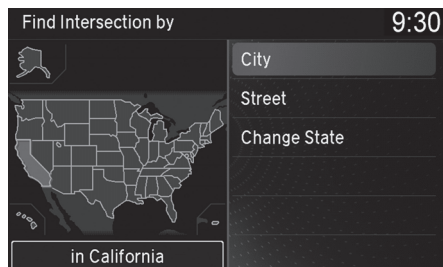 Find Intersection by
9:30
City
Street
Change State
in California